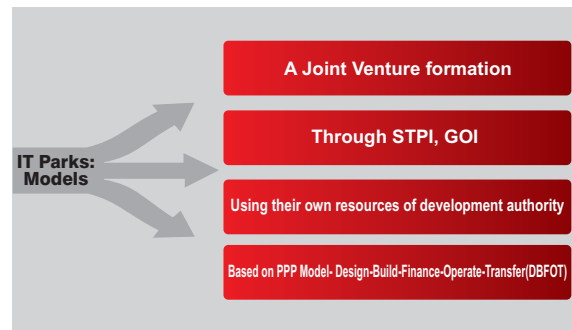 IT Parks:
Models
A Joint Venture formation
Through STPI, GOI
Using their own resources of development authority
Based on PPP Model- Design-Build-Finance-Operate-Transfer(DBFOT)